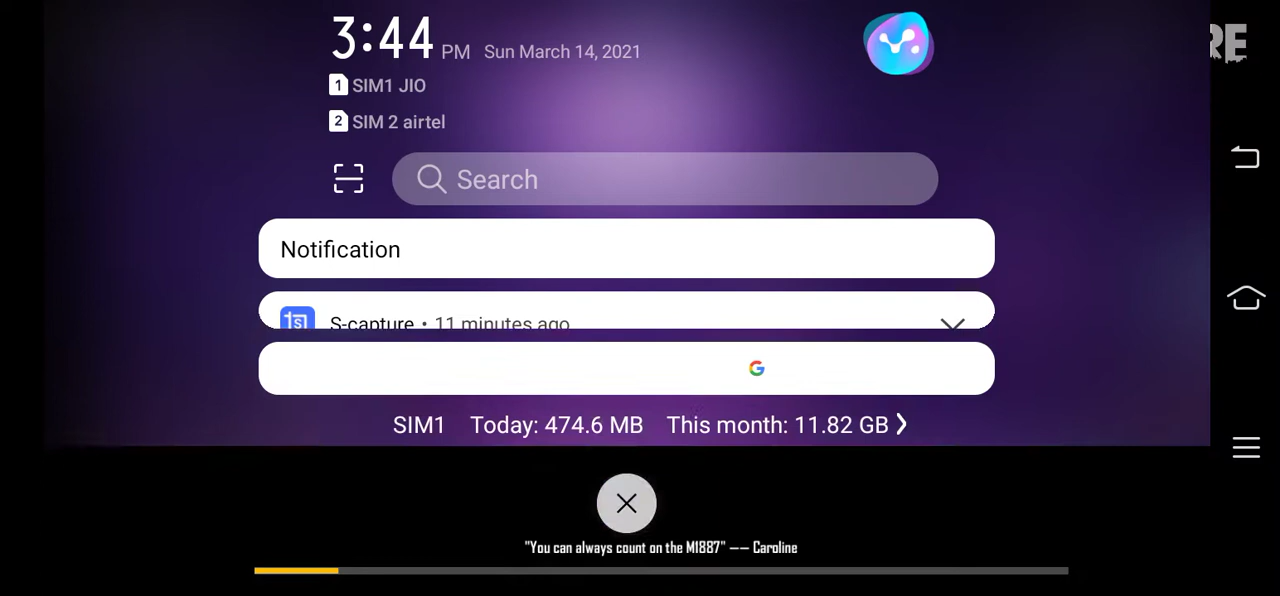 3:44 PM Sun March 14, 2021
RE
1 SIM1 JIO
2 SIM 2 airtel
Search
Notification
S-capture • 11 minutes ago
G
SIM1 Today: 474.6 MB This month: 11.82 GB
"You can always count on the M1887" —— Caroline